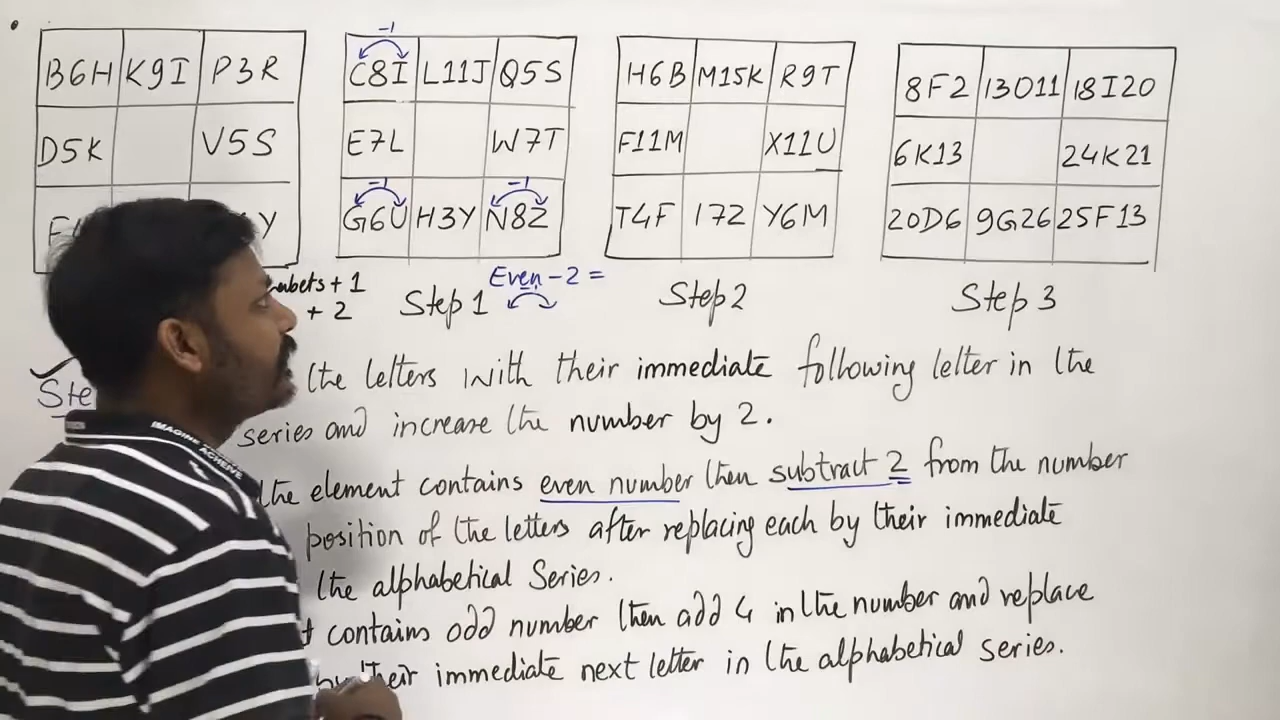 B6H K9I P3R
D5K V5S
Y
C8I L11J Q5S
E7L W7T
G6U H3Y N8Z
H6B M15K R9T
F11M X11U
T4F I7Z Y6M
8F2 13O11 18I20
6K13 24K21
20D6 9G26 25F13
-1
-1 -1
+ 1
+ 2
Step 1
Even - 2 =
Step 2
Step 3
the letters with their immediate following letter in the
series and increase the number by 2.
the element contains even number then subtract 2 from the number
position of the letters after replacing each by their immediate
the alphabetical Series.
contains odd number then add 4 in the number and replace
their immediate next letter in the alphabetical series.